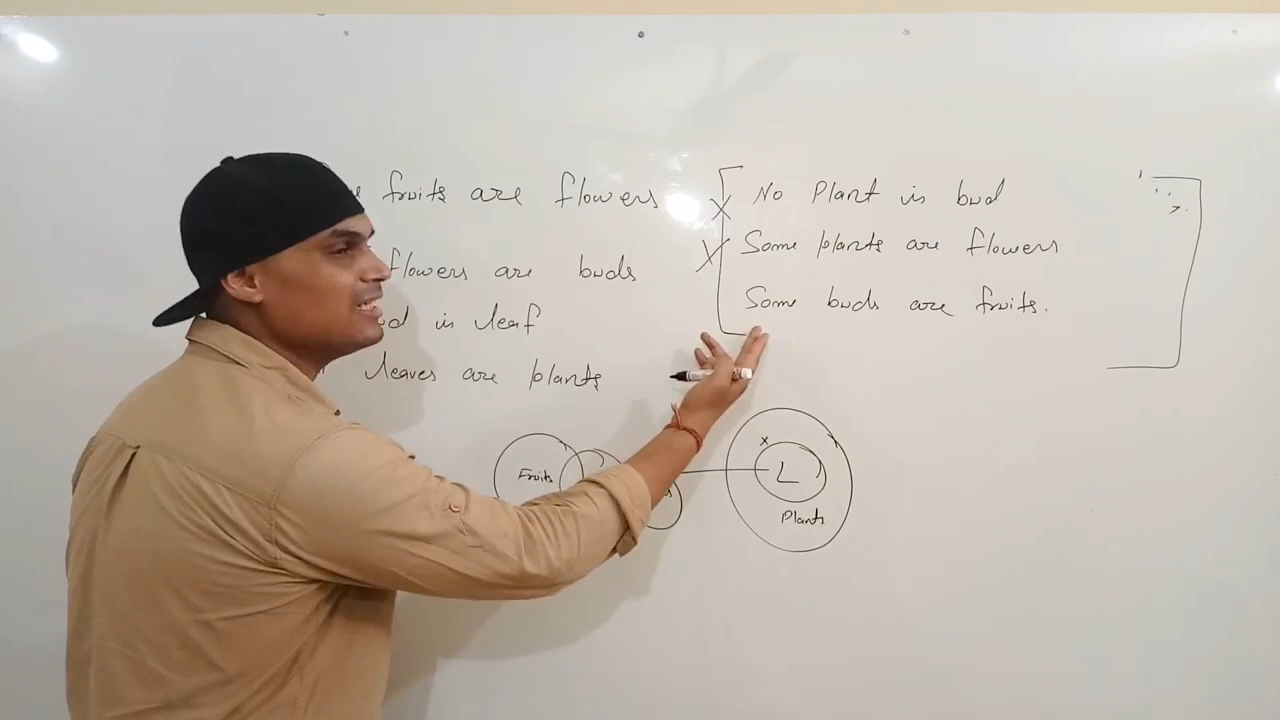 fruits are flowers
flowers are buds
is leaf
leaves are plants
X No Plant is bud
X Some plants are flowers
Some buds are fruits.
Fruits
x
L
Plants